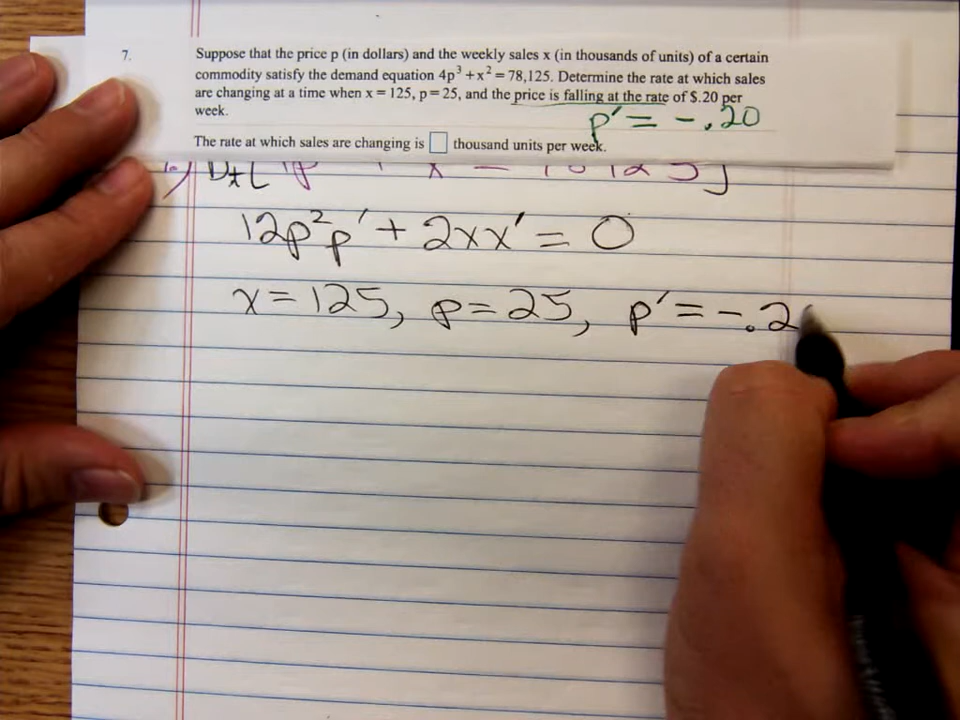 7. Suppose that the price p (in dollars) and the weekly sales x (in thousands of units) of a certain
commodity satisfy the demand equation 4p³ + x² = 78,125. Determine the rate at which sales
are changing at a time when x = 125, p = 25, and the price is falling at the rate of $.20 per
week.
p′ = -.20
The rate at which sales are changing is □ thousand units per week.
12p²p′ + 2xx′ = 0
x = 125, p = 25, p′ = -.2